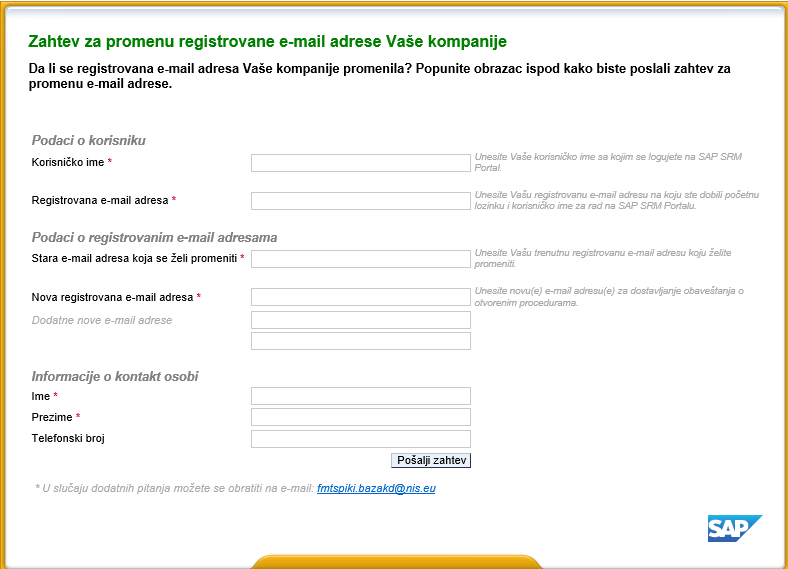 Zahtev za promenu registrovane e-mail adrese Vaše kompanije
Da li se registrovana e-mail adresa Vaše kompanije promenila? Popunite obrazac ispod kako biste poslali zahtev za
promenu e-mail adrese.
Podaci o korisniku
Korisničko ime *
Unesite Vaše korisničko ime sa kojim se logujete na SAP SRM
Portal.
Registrovana e-mail adresa *
Unesite Vašu registrovanu e-mail adresu na koju ste dobili početnu
lozinku i korisničko ime za rad na SAP SRM Portalu.
Podaci o registrovanim e-mail adresama
Stara e-mail adresa koja se želi promeniti *
Unesite Vašu trenutnu registrovanu e-mail adresu koju želite
promeniti.
Nova registrovana e-mail adresa *
Unesite novu(e) e-mail adresu(e) za dostavljanje obaveštanja o
otvorenim procedurama.
Dodatne nove e-mail adrese
Informacije o kontakt osobi
Ime *
Prezime *
Telefonski broj
Pošalji zahtev
* U slučaju dodatnih pitanja možete se obratiti na e-mail: fmtspiki.bazakd@nis.eu
SAP